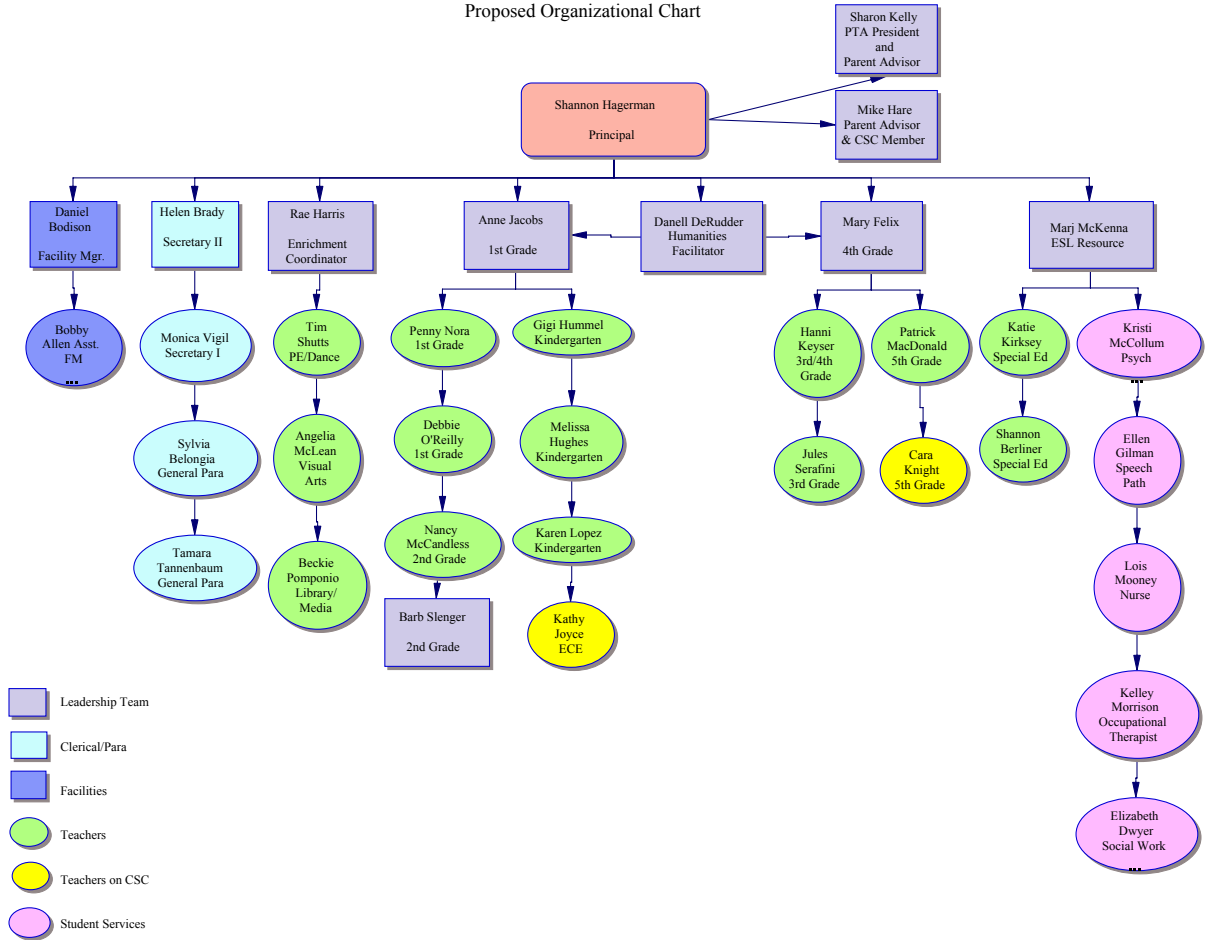 Proposed Organizational Chart
Sharon Kelly
PTA President
and
Parent Advisor
Shannon Hagerman
Principal
Mike Hare
Parent Advisor
& CSC Member
Daniel
Bodison
Facility Mgr.
Helen Brady
Secretary II
Rae Harris
Enrichment
Coordinator
Anne Jacobs
1st Grade
Danell DeRudder
Humanities
Facilitator
Mary Felix
4th Grade
Marj McKenna
ESL Resource
Bobby
Allen Asst.
FM
Monica Vigil
Secretary I
Tim
Shutts
PE/Dance
Penny Nora
1st Grade
Gigi Hummel
Kindergarten
Hanni
Keyser
3rd/4th
Grade
Patrick
MacDonald
5th Grade
Katie
Kirksey
Special Ed
Kristi
McCollum
Psych
Sylvia
Belongia
General Para
Angelia
McLean
Visual
Arts
Debbie
O'Reilly
1st Grade
Melissa
Hughes
Kindergarten
Jules
Serafini
3rd Grade
Cara
Knight
5th Grade
Shannon
Berliner
Special Ed
Ellen
Gilman
Speech
Path
Tamara
Tannenbaum
General Para
Beckie
Pomponio
Library/
Media
Nancy
McCandless
2nd Grade
Karen Lopez
Kindergarten
Lois
Mooney
Nurse
Barb Slenger
2nd Grade
Kathy
Joyce
ECE
Kelley
Morrison
Occupational
Therapist
Elizabeth
Dwyer
Social Work
Leadership Team
Clerical/Para
Facilities
Teachers
Teachers on CSC
Student Services